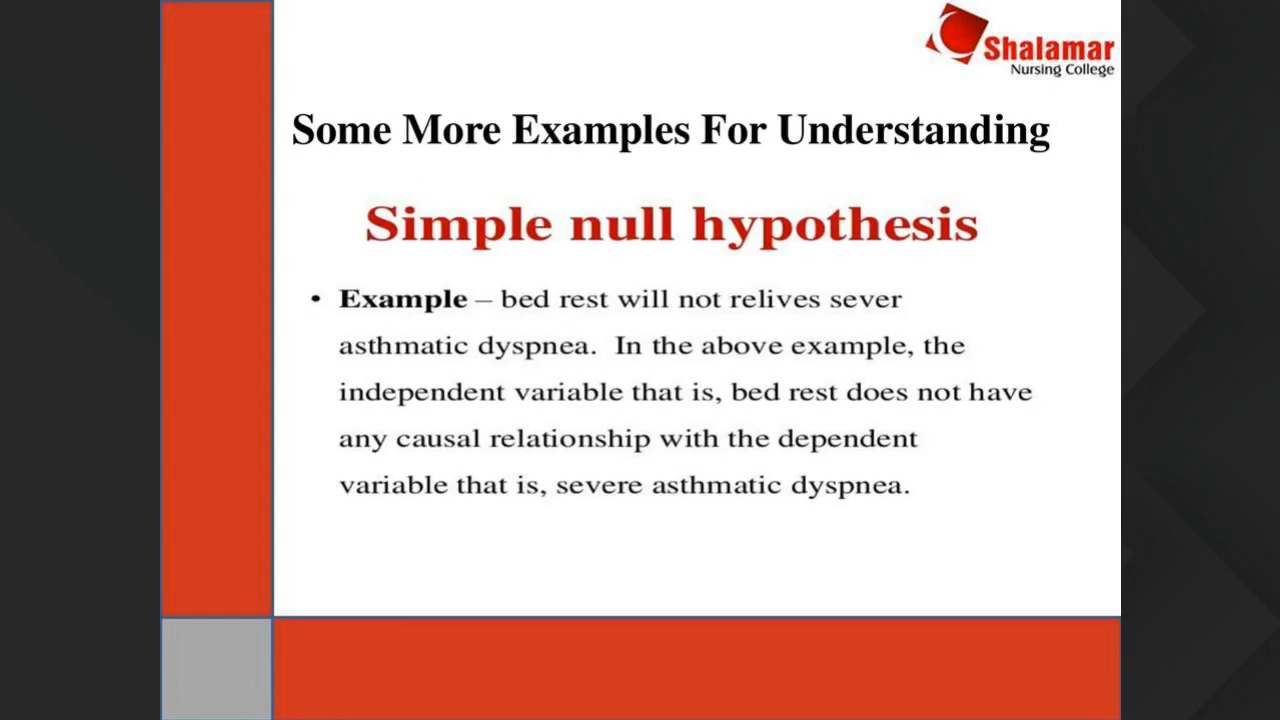 Shalamar
Nursing College
Some More Examples For Understanding
Simple null hypothesis
• Example – bed rest will not relives sever
asthmatic dyspnea. In the above example, the
independent variable that is, bed rest does not have
any causal relationship with the dependent
variable that is, severe asthmatic dyspnea.